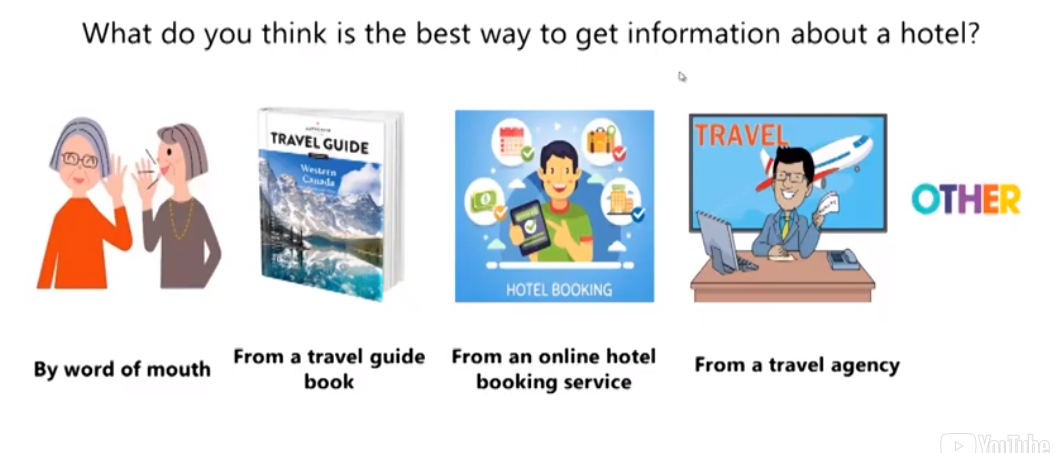 What do you think is the best way to get information about a hotel?
TRAVEL GUIDE
Western
Canada
HOTEL BOOKING
TRAVEL
OTHER
By word of mouth
From a travel guide
book
From an online hotel
booking service
From a travel agency
YouTube